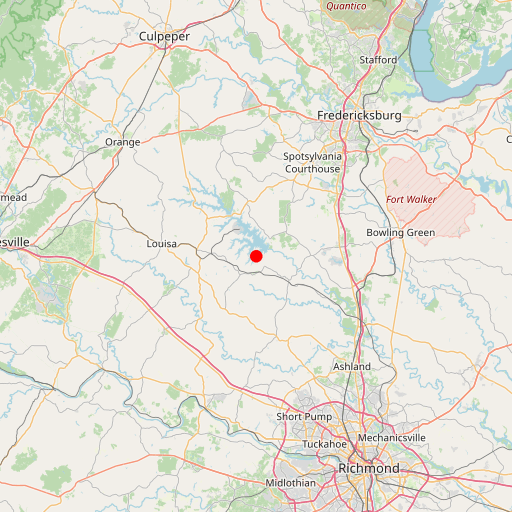 Quantico
Culpeper
Stafford
Fredericksburg
Orange
Spotsylvania
Courthouse
mead
Fort Walker
Bowling Green
esville
Louisa
Ashland
Short Pump
Mechanicsville
Tuckahoe
Richmond
Midlothian
C